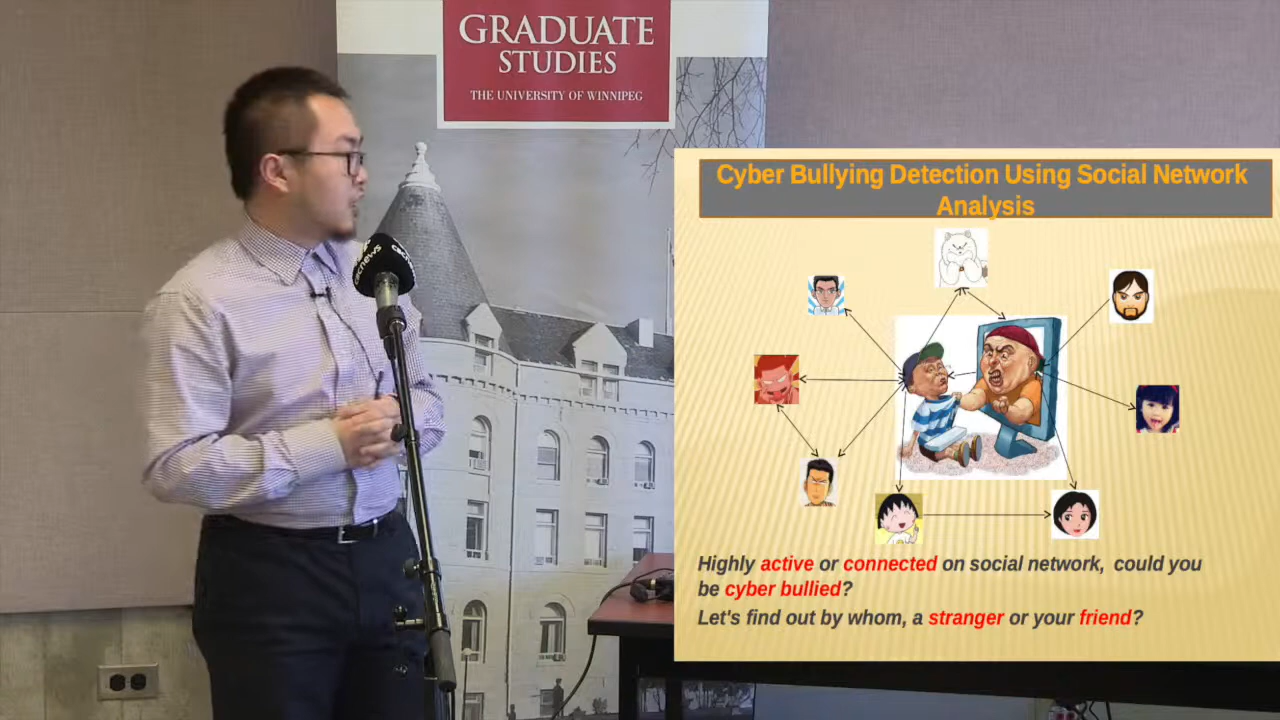 GRADUATE
STUDIES
THE UNIVERSITY OF WINNIPEG
cbcnews
Cyber Bullying Detection Using Social Network
Analysis
Highly active or connected on social network, could you
be cyber bullied?
Let's find out by whom, a stranger or your friend?